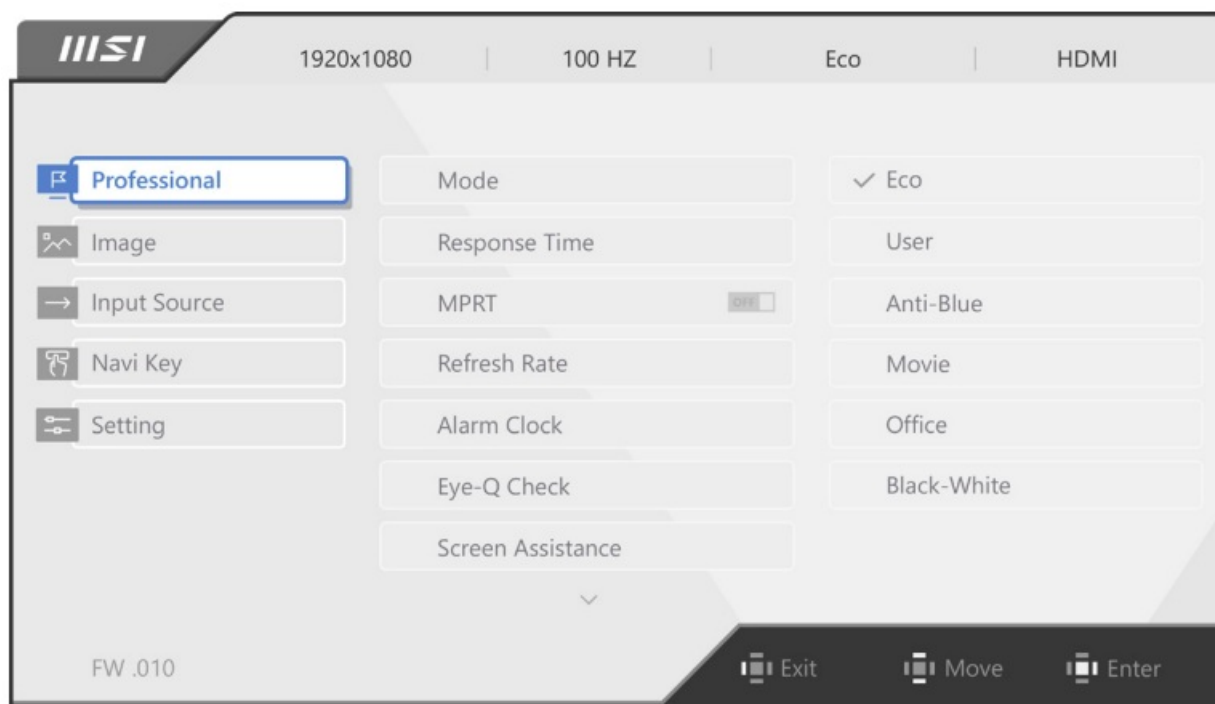 msi 1920x1080 100 HZ Eco HDMI
Professional Mode ✓ Eco
Image Response Time User
Input Source MPRT OFF Anti-Blue
Navi Key Refresh Rate Movie
Setting Alarm Clock Office
Eye-Q Check Black-White
Screen Assistance
FW .010 Exit Move Enter